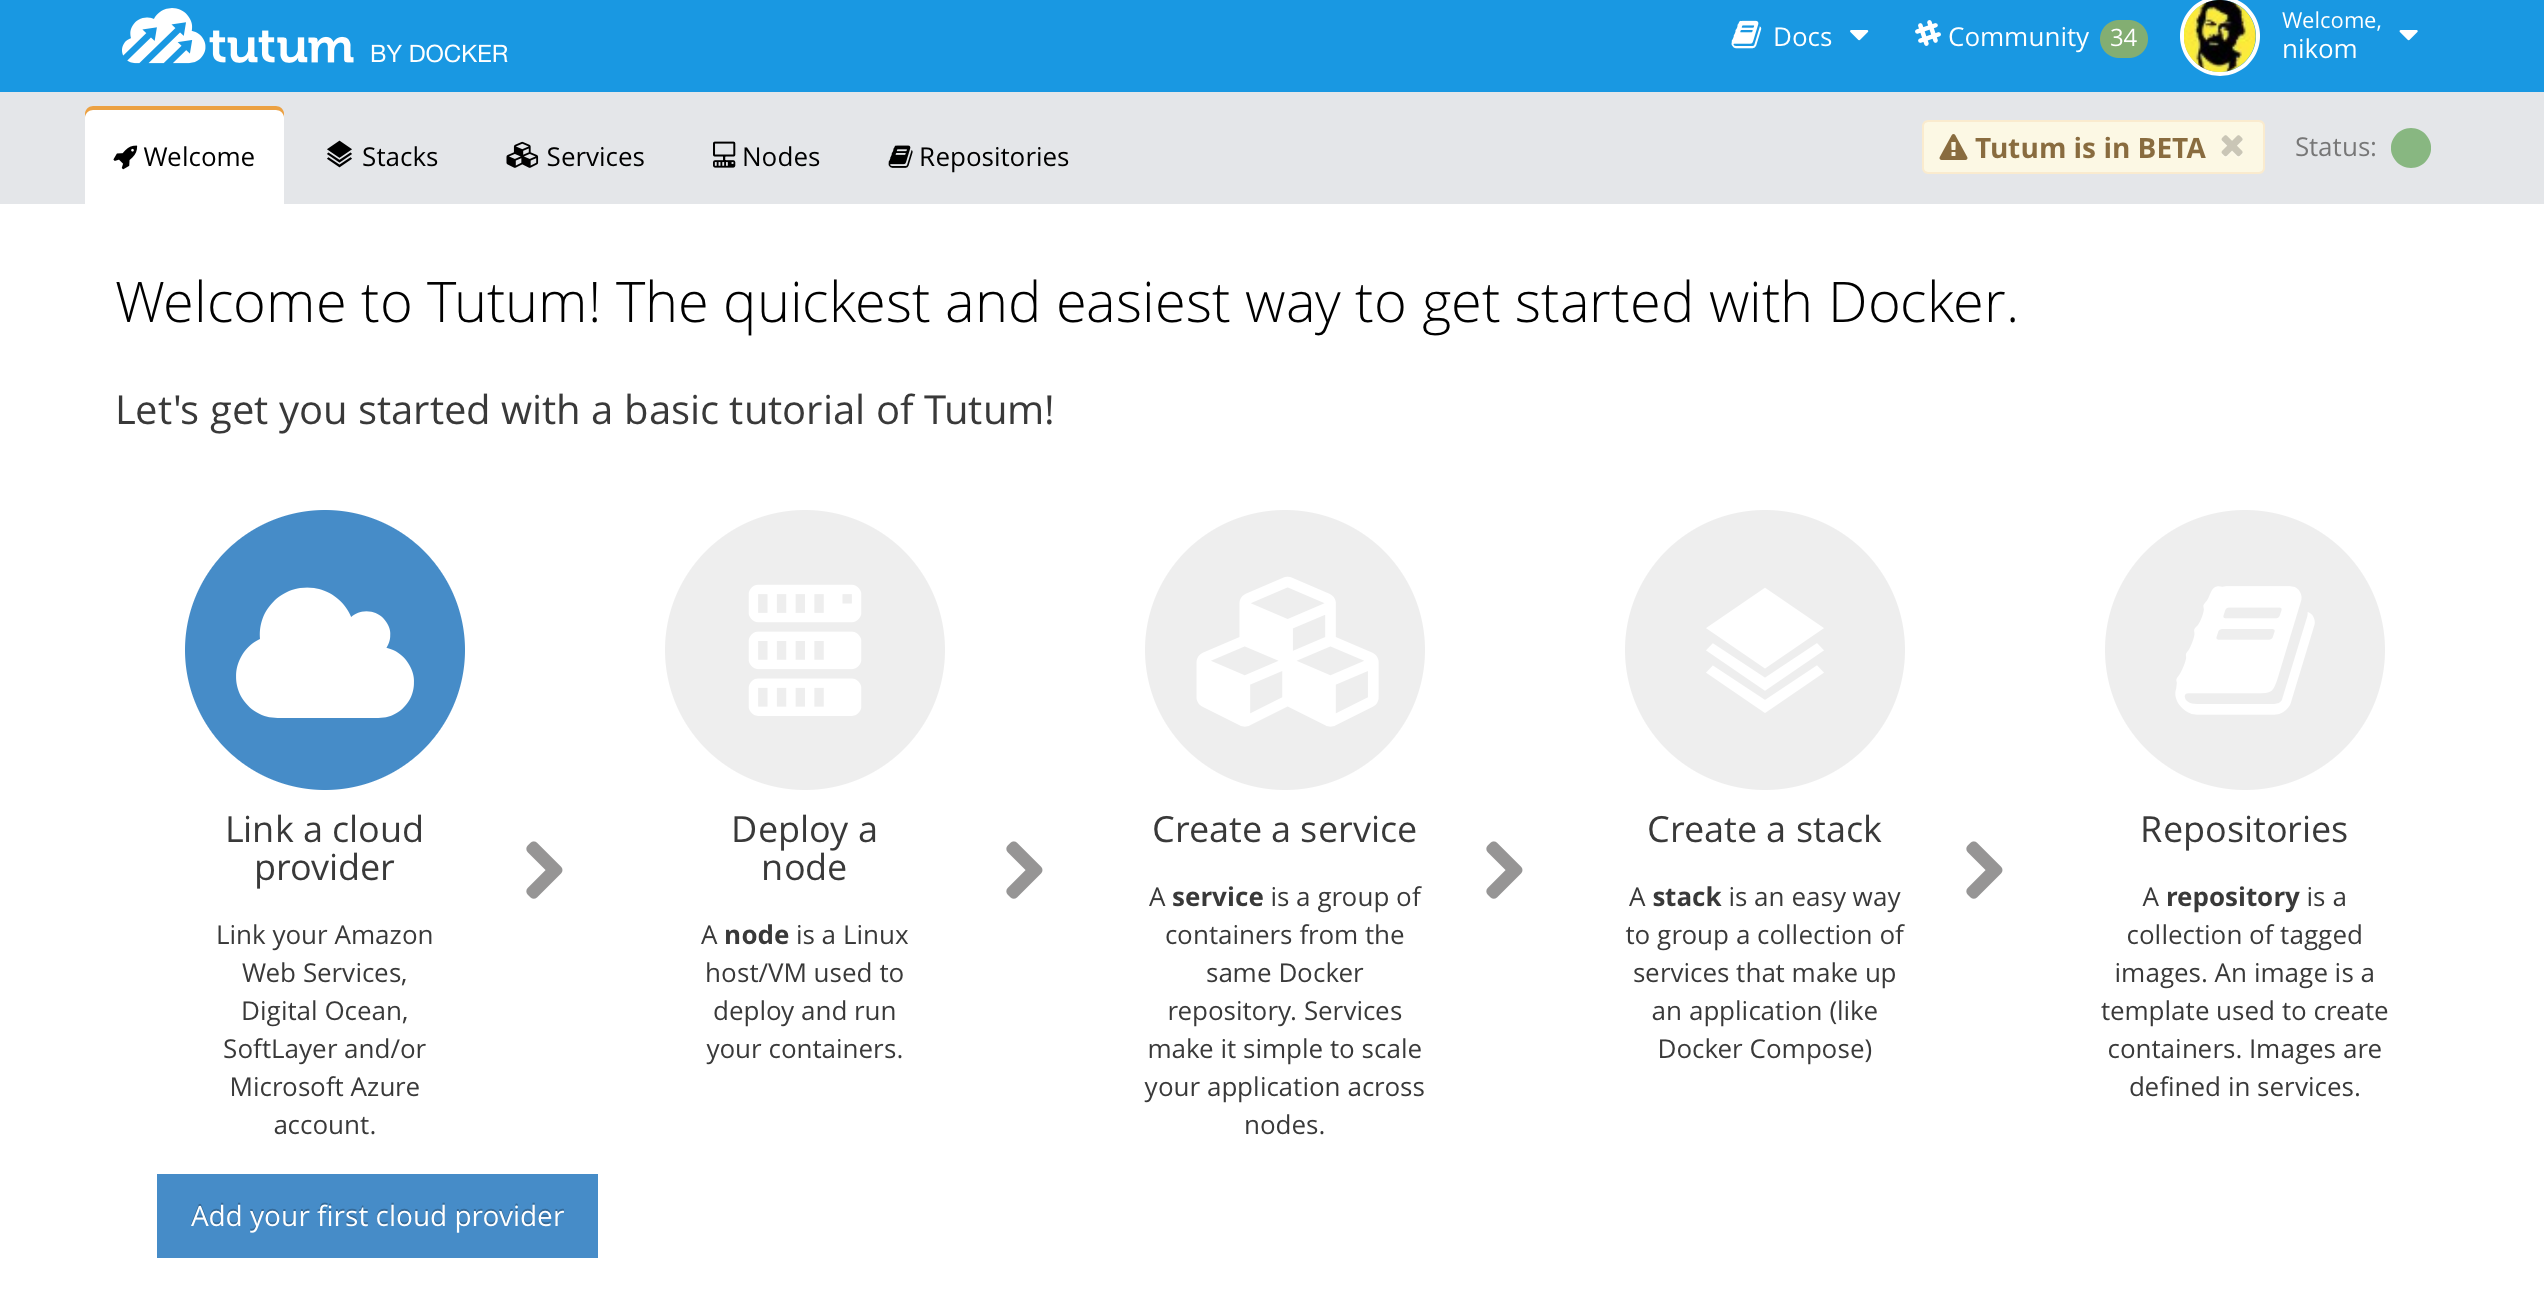 tutum BY DOCKER
Docs
Community 34
Welcome,
nikom
Welcome
Stacks
Services
Nodes
Repositories
Tutum is in BETA
Status:
Welcome to Tutum! The quickest and easiest way to get started with Docker.
Let's get you started with a basic tutorial of Tutum!
Link a cloud
provider
Link your Amazon
Web Services,
Digital Ocean,
SoftLayer and/or
Microsoft Azure
account.
Add your first cloud provider
Deploy a
node
A node is a Linux
host/VM used to
deploy and run
your containers.
Create a service
A service is a group of
containers from the
same Docker
repository. Services
make it simple to scale
your application across
nodes.
Create a stack
A stack is an easy way
to group a collection of
services that make up
an application (like
Docker Compose)
Repositories
A repository is a
collection of tagged
images. An image is a
template used to create
containers. Images are
defined in services.